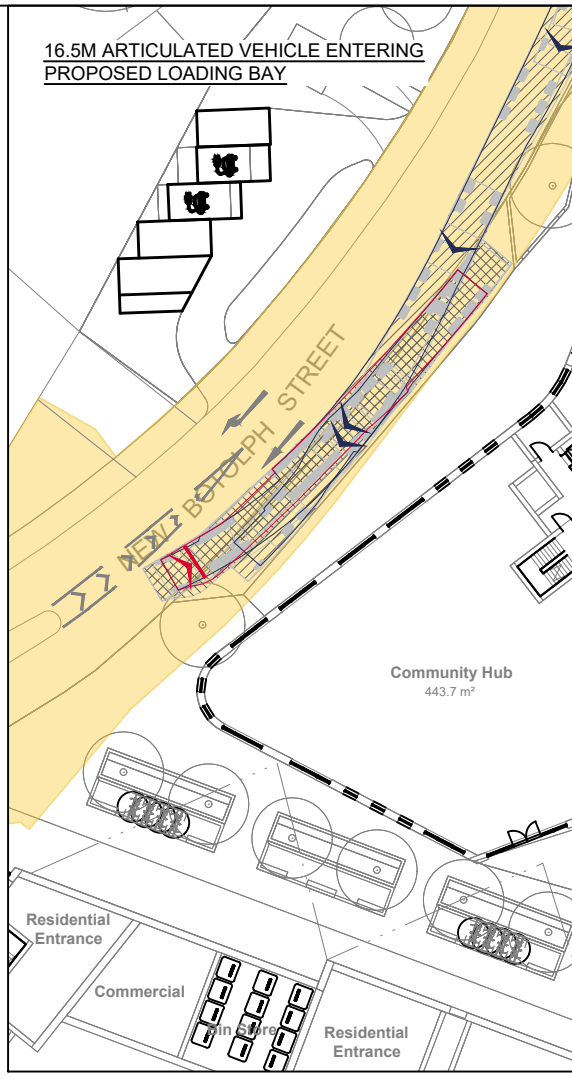 16.5M ARTICULATED VEHICLE ENTERING
PROPOSED LOADING BAY
NEW BOTOLPH STREET
Community Hub
443.7 m²
Residential
Entrance
Commercial
Bin Store
Residential
Entrance